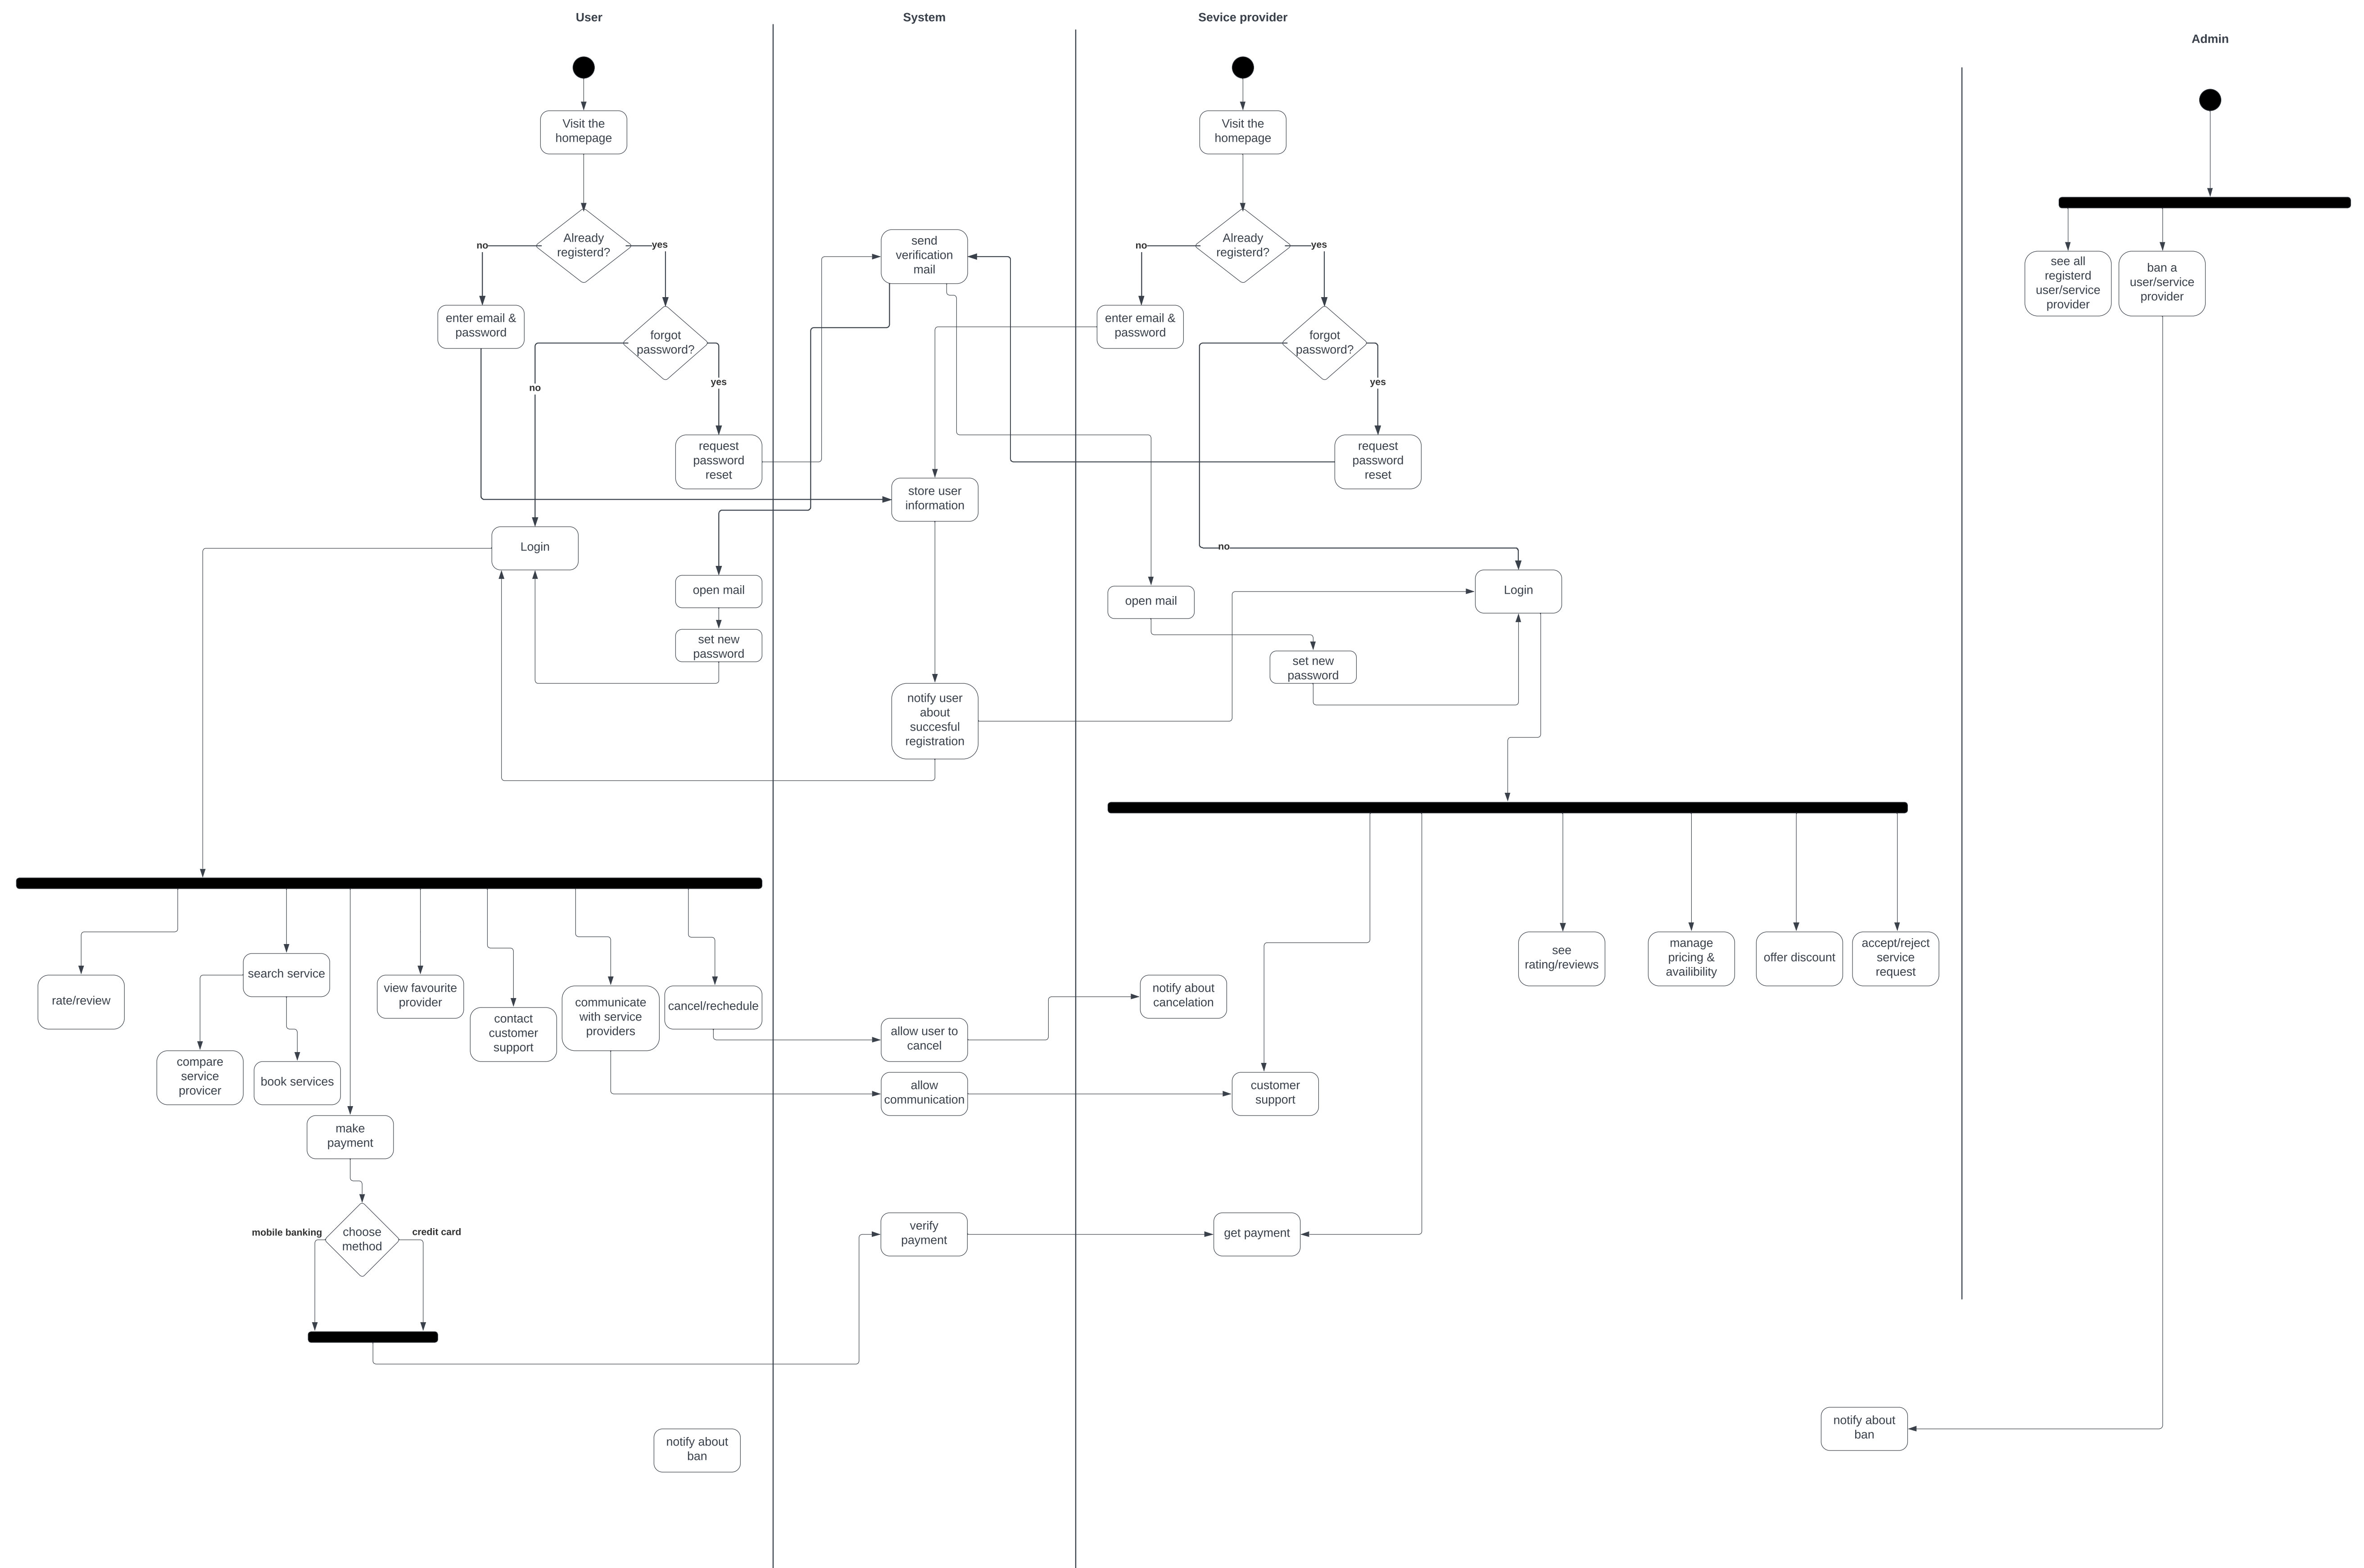 User
System
Sevice provider
Admin
Visit the
homepage
Visit the
homepage
Already
registerd?
no
yes
send
verification
mail
Already
registerd?
no
yes
see all
registerd
user/service
provider
ban a
user/service
provider
enter email &
password
forgot
password?
no
yes
enter email &
password
forgot
password?
yes
request
password
reset
request
password
reset
store user
information
Login
no
open mail
set new
password
open mail
Login
set new
password
notify user
about
succesful
registration
rate/review
search service
view favourite
provider
contact
customer
support
communicate
with service
providers
cancel/rechedule
notify about
cancelation
see
rating/reviews
manage
pricing &
availibility
offer discount
accept/reject
service
request
compare
service
provicer
book services
allow user to
cancel
allow
communication
customer
support
make
payment
mobile banking
choose
method
credit card
verify
payment
get payment
notify about
ban
notify about
ban